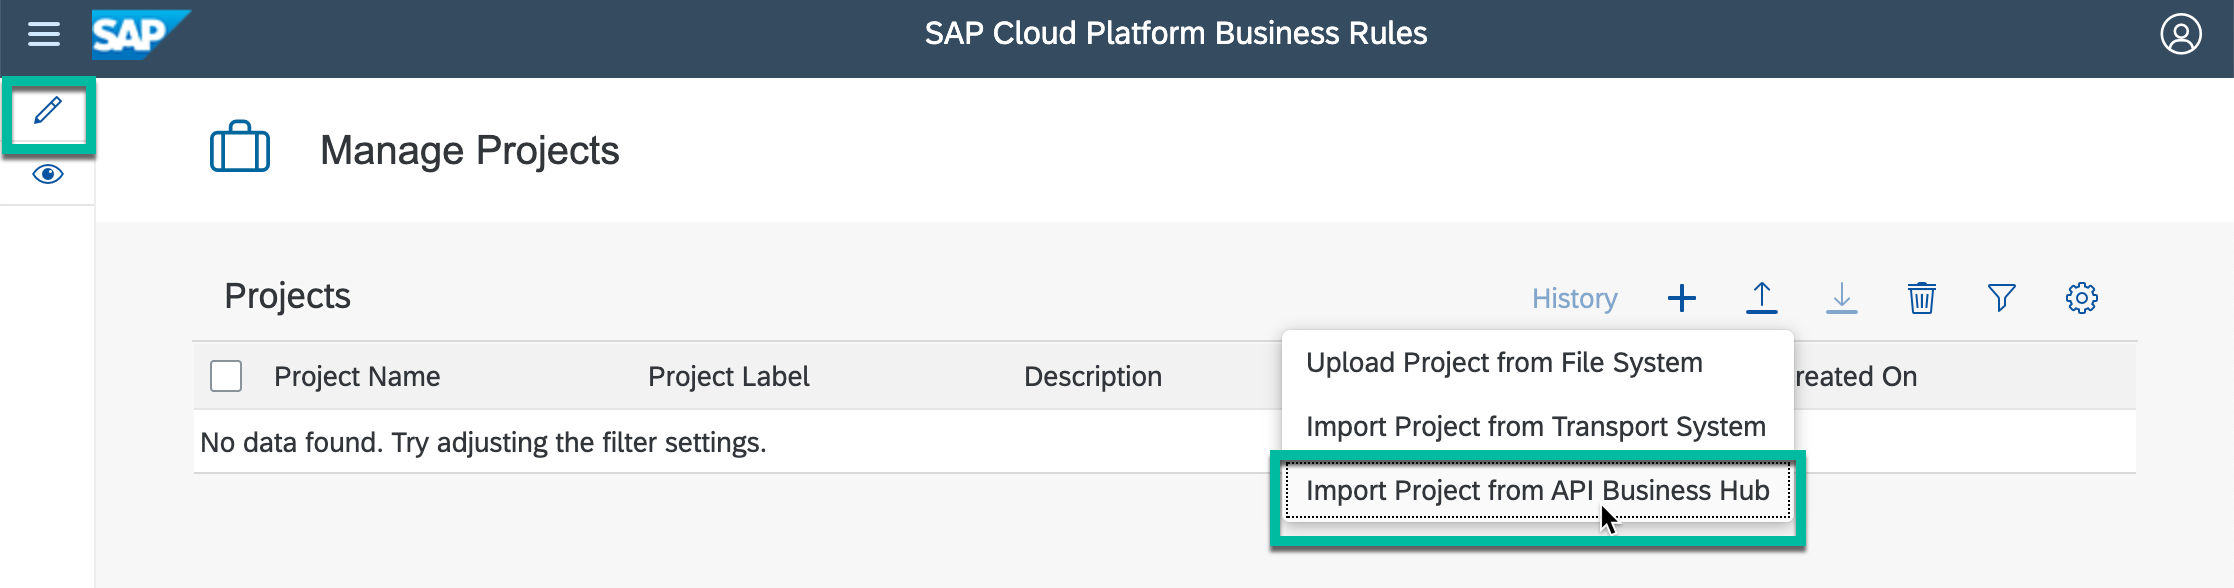 SAP
SAP Cloud Platform Business Rules
Manage Projects
Projects
History
Project Name
Project Label
Description
reated On
Upload Project from File System
Import Project from Transport System
Import Project from API Business Hub
No data found. Try adjusting the filter settings.